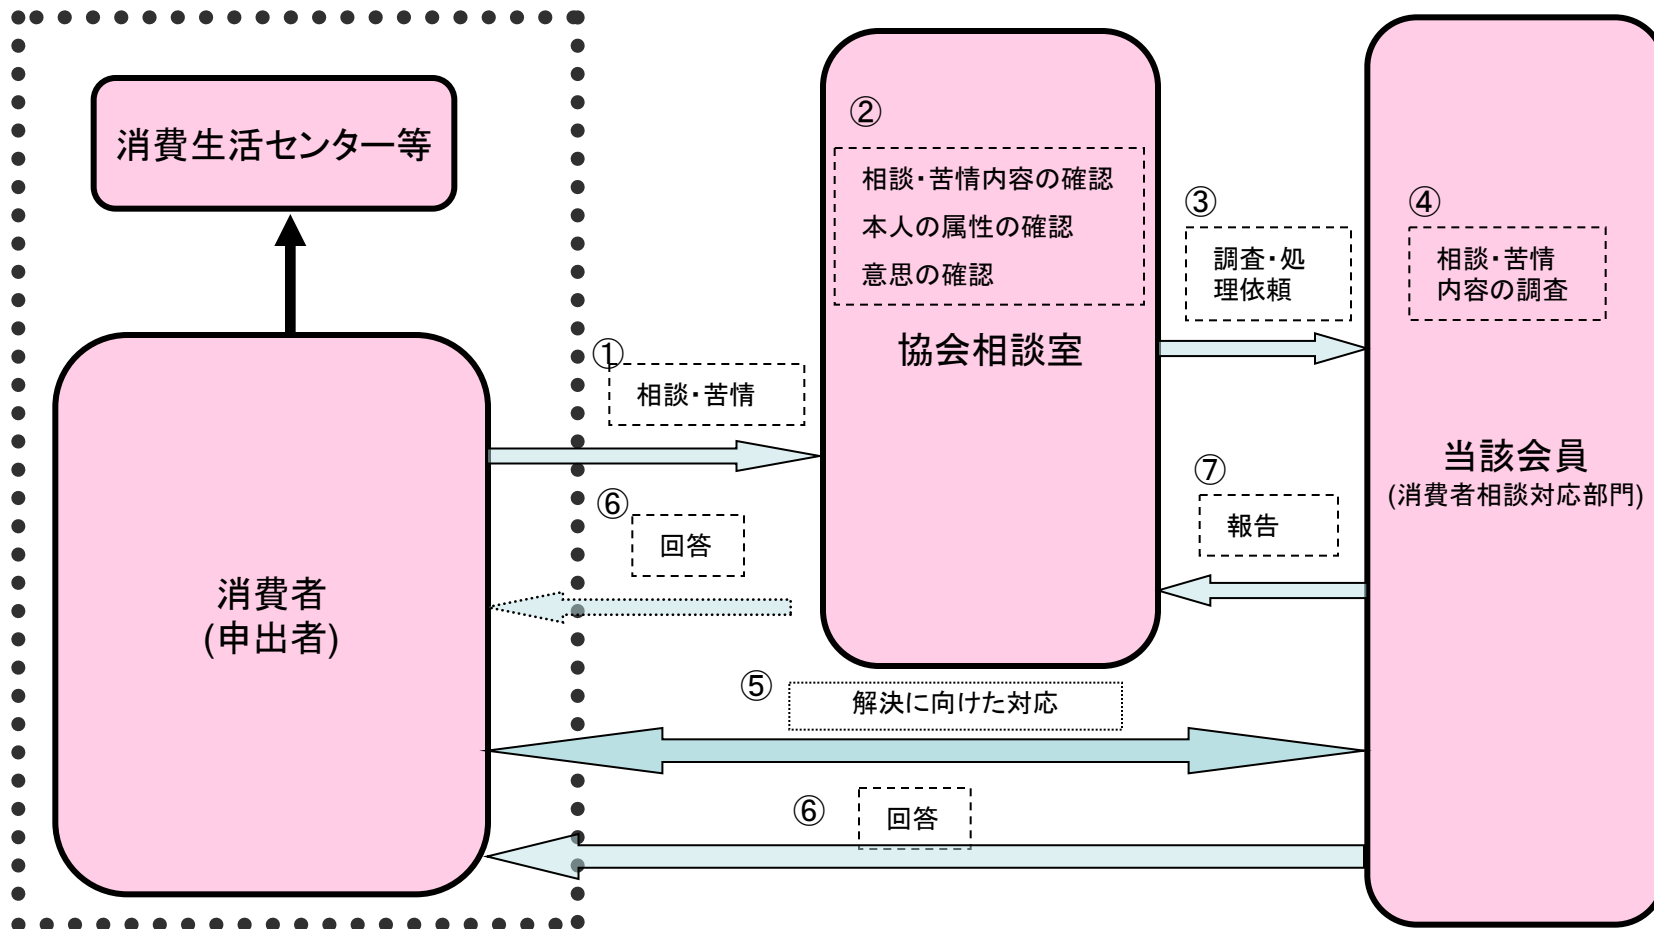 消費生活センター等
消費者
(申出者)
①
相談・苦情
⑥
回答
②
相談・苦情内容の確認
本人の属性の確認
意思の確認
協会相談室
③
調査・処
理依頼
④
相談・苦情
内容の調査
当該会員
(消費者相談対応部門)
⑦
報告
⑤
解決に向けた対応
⑥
回答